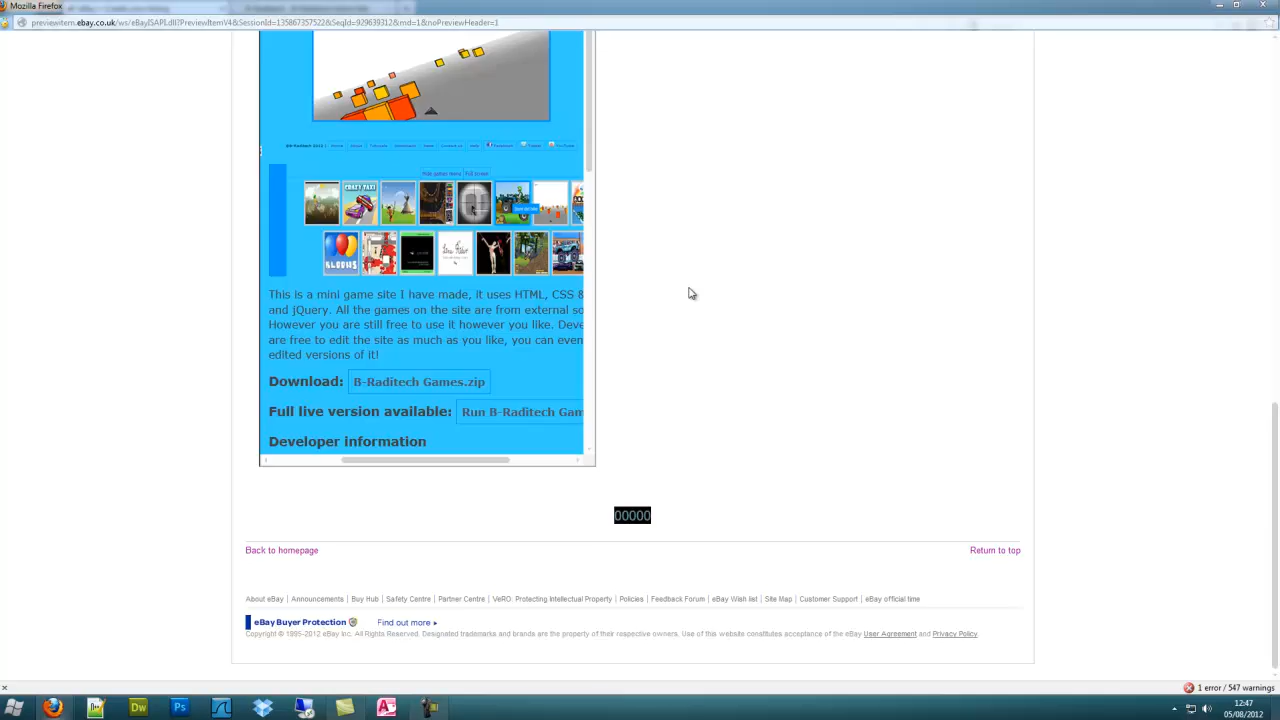 Mozilla Firefox
previewitem.ebay.co.uk/ws/eBayISAPI.dll?PreviewItemV4&SessionId=135867357522&SeqId=929639312&md=1&noPreviewHeader=1
Hide games menu Full screen
CRAZY TAXI
BLOONS
This is a mini game site I have made, it uses HTML, CSS &
and jQuery. All the games on the site are from external so
However you are still free to use it however you like. Deve
are free to edit the site as much as you like, you can even
edited versions of it!
Download: B-Raditech Games.zip
Full live version available: Run B-Raditech Gam
Developer information
00000
Back to homepage Return to top
About eBay | Announcements | Buy Hub | Safety Centre | Partner Centre | VeRO: Protecting Intellectual Property | Policies | Feedback Forum | eBay Wish list | Site Map | Customer Support | eBay official time
eBay Buyer Protection Find out more
Copyright © 1995-2012 eBay Inc. All Rights Reserved. Designated trademarks and brands are the property of their respective owners. Use of this website constitutes acceptance of the eBay User Agreement and Privacy Policy.
1 error / 547 warnings
Dw Ps
12:47
05/08/2012